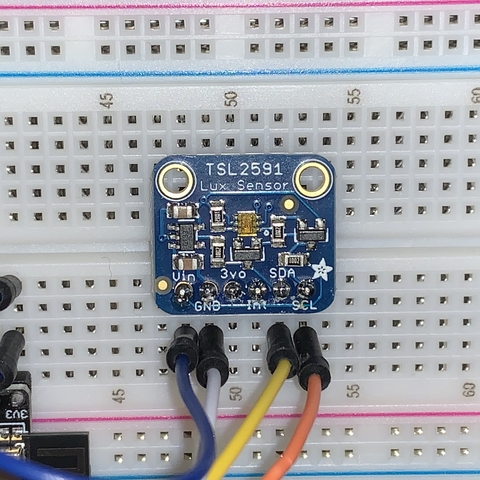 45 50 55 60
TSL2591
Lux Sensor
Vin 3vo SDA
GND Int SCL
45 50 55 60
3V3